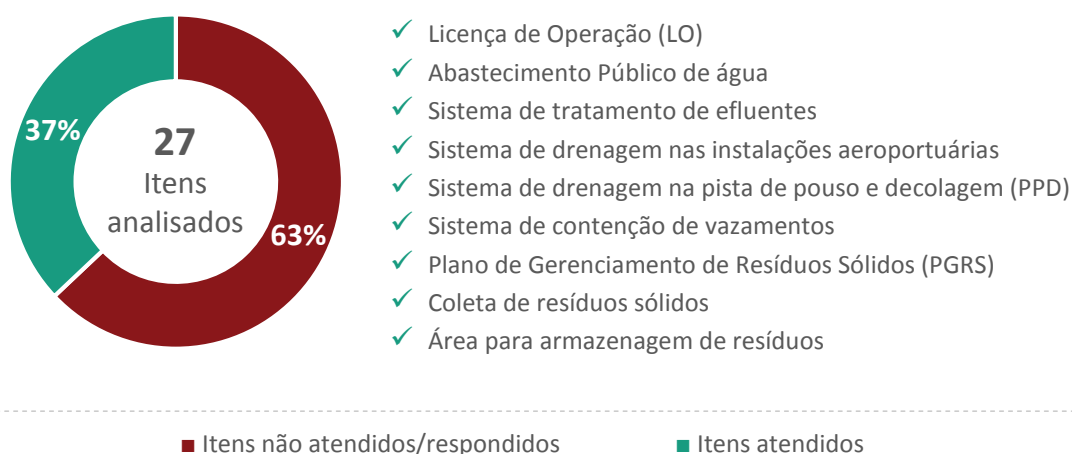 37%
27
Itens
analisados
63%
✓ Licença de Operação (LO)
✓ Abastecimento Público de água
✓ Sistema de tratamento de efluentes
✓ Sistema de drenagem nas instalações aeroportuárias
✓ Sistema de drenagem na pista de pouso e decolagem (PPD)
✓ Sistema de contenção de vazamentos
✓ Plano de Gerenciamento de Resíduos Sólidos (PGRS)
✓ Coleta de resíduos sólidos
✓ Área para armazenagem de resíduos
Itens não atendidos/respondidos
Itens atendidos